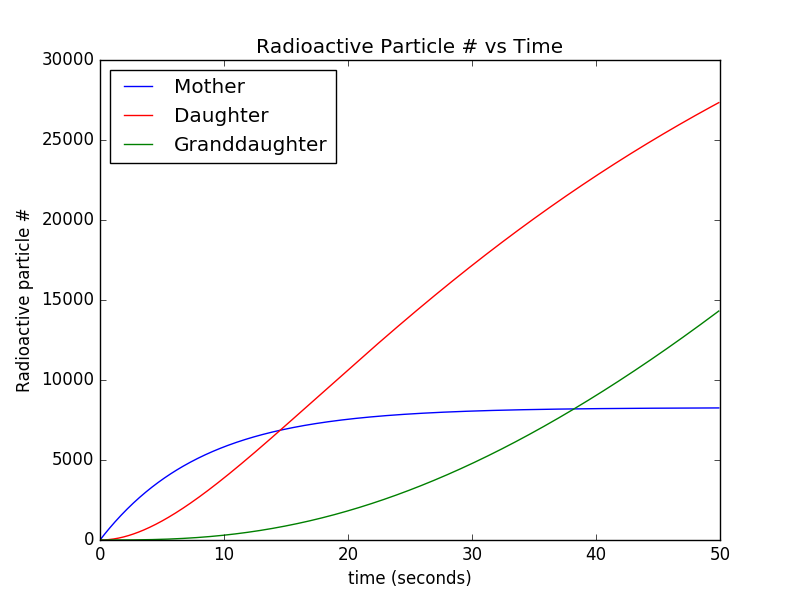 Radioactive Particle # vs Time
30000
25000
20000
15000
10000
5000
0
Mother
Daughter
Granddaughter
Radioactive particle #
0 10 20 30 40 50
time (seconds)